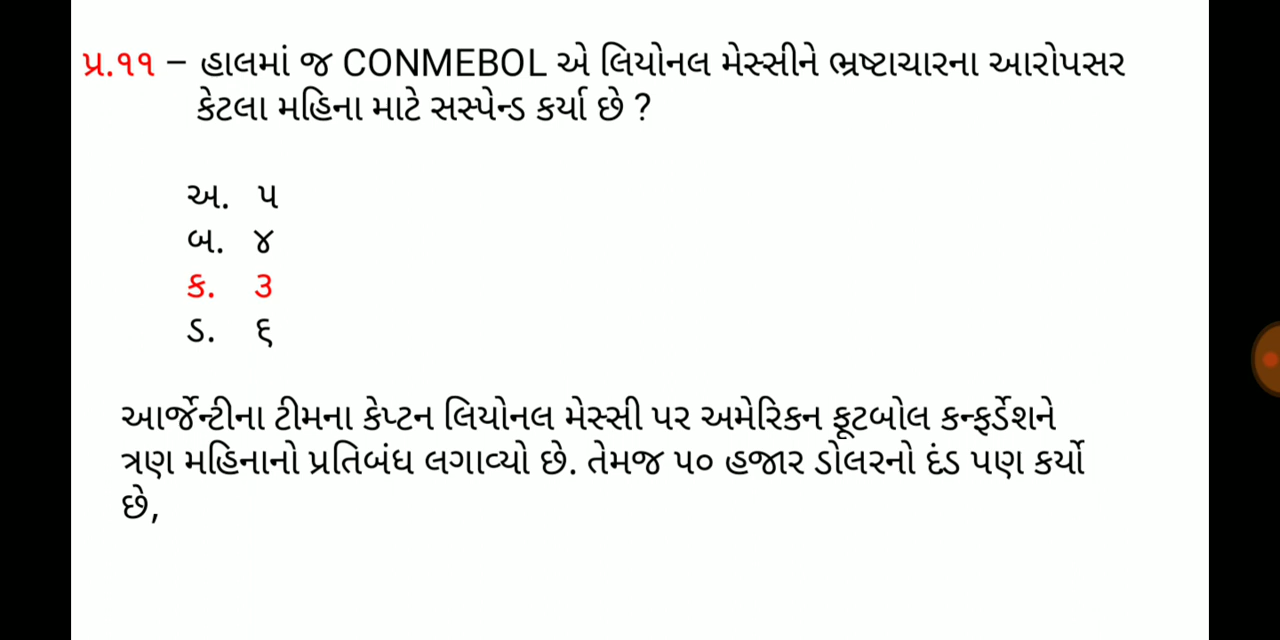 પ્ર.૧૧ – હાલમાં જ CONMEBOL એ લિયોનલ મેસ્સીને ભ્રષ્ટાચારના આરોપસર
કેટલા મહિના માટે સસ્પેન્ડ કર્યા છે ?
અ. ૫
બ. ૪
ક. ૩
ડ. ૬
આર્જેન્ટીના ટીમના કેપ્ટન લિયોનલ મેસ્સી પર અમેરિકન ફૂટબોલ કન્ફર્ડેશને
ત્રણ મહિનાનો પ્રતિબંધ લગાવ્યો છે. તેમજ ૫૦ હજાર ડોલરનો દંડ પણ કર્યો
છે,